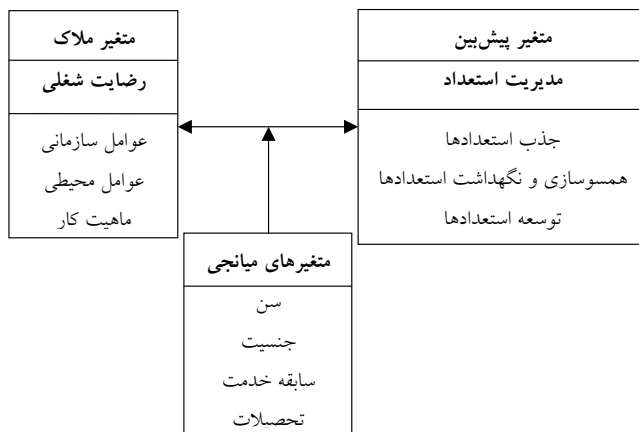 متغیر پیش‌بین
مدیریت استعداد
جذب استعدادها
همسوسازی و نگهداشت استعدادها
توسعه استعدادها
متغیر ملاک
رضایت شغلی
عوامل سازمانی
عوامل محیطی
ماهیت کار
متغیرهای میانجی
سن
جنسیت
سابقه خدمت
تحصیلات